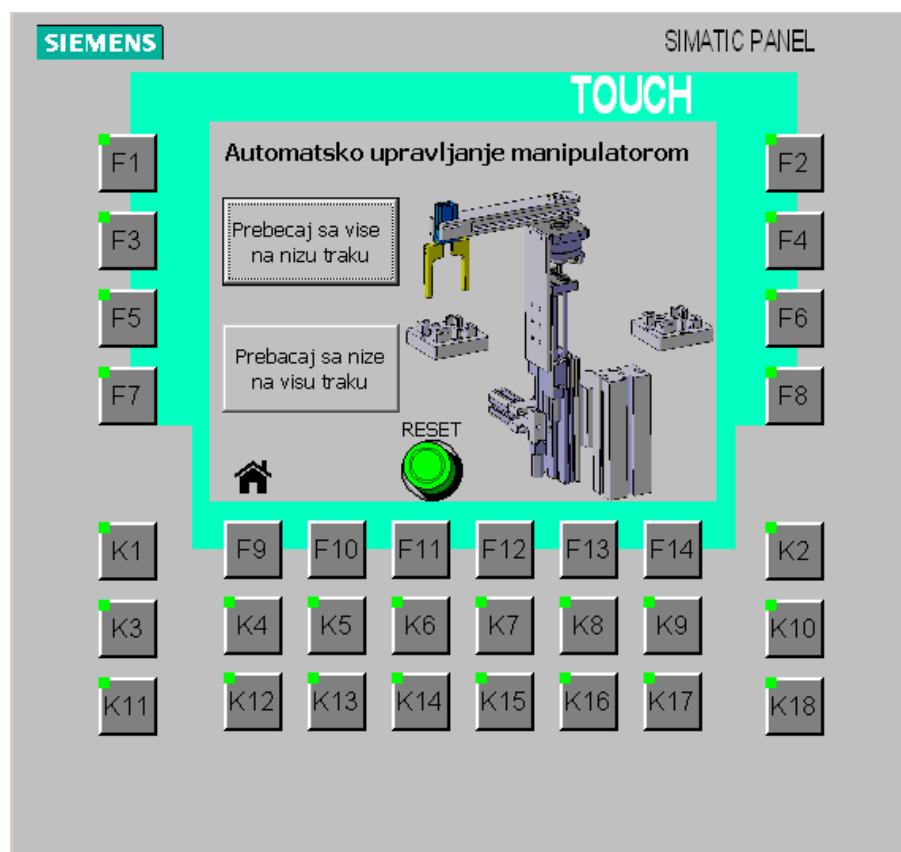 SIEMENS
SIMATIC PANEL
TOUCH
F1
Automatsko upravljanje manipulatorom
F2
Prebecaj sa vise
na nizu traku
F3
F4
F5
F6
Prebacaj sa nize
na visu traku
F7
F8
RESET
K1
F9
F10
F11
F12
F13
F14
K2
K3
K4
K5
K6
K7
K8
K9
K10
K11
K12
K13
K14
K15
K16
K17
K18